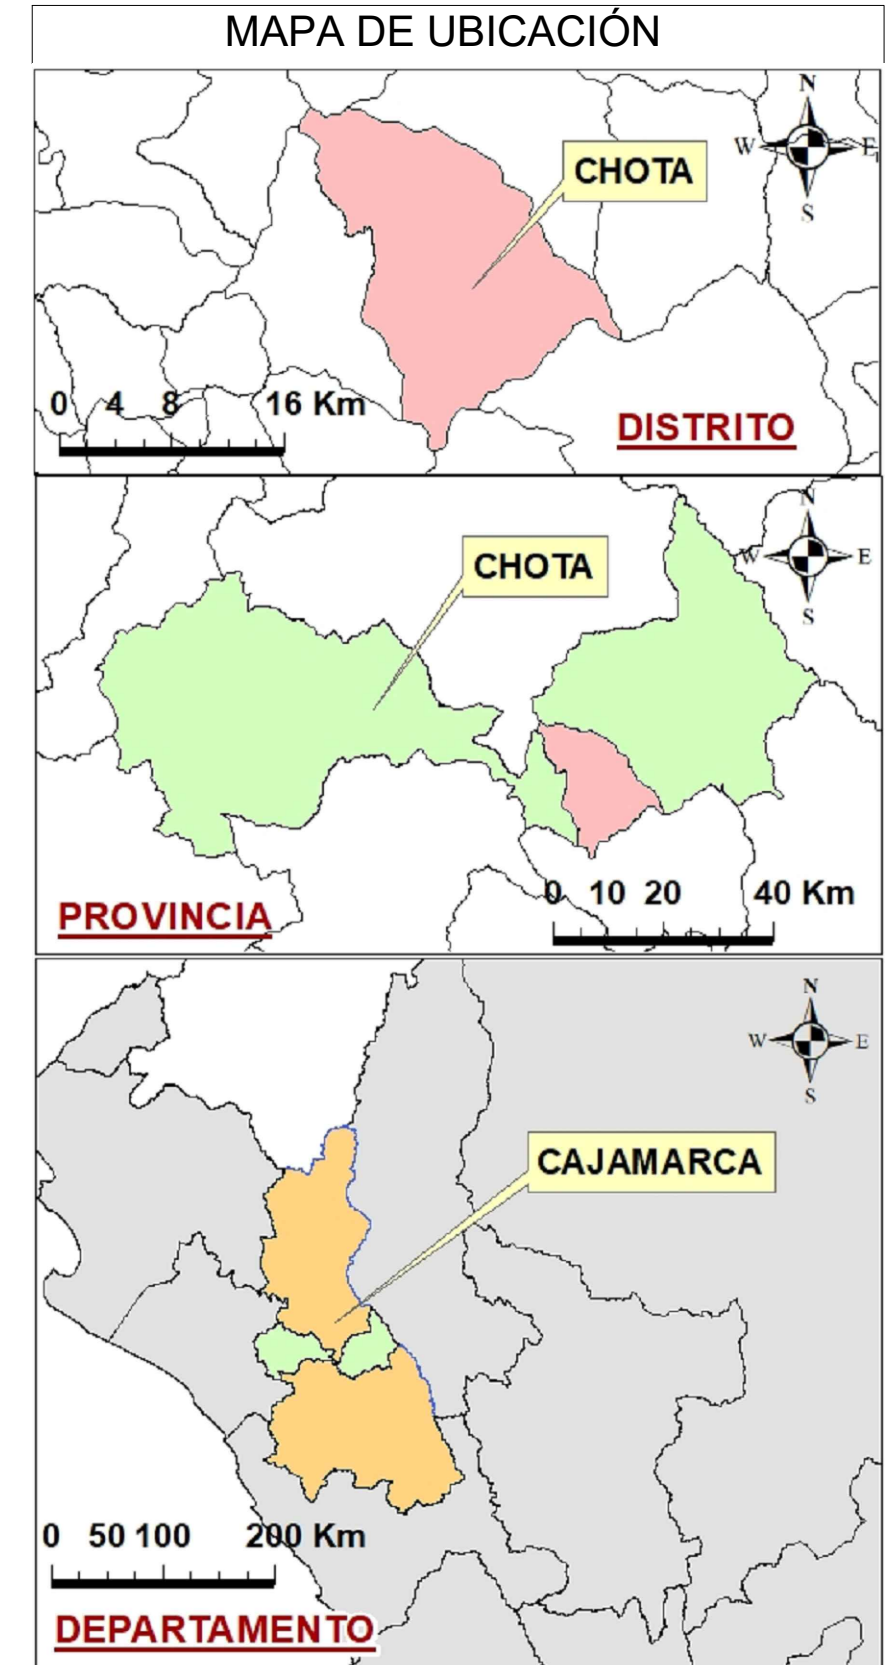 MAPA DE UBICACIÓN
N
W E
S
CHOTA
0 4 8 16 Km
DISTRITO
N
W E
S
CHOTA
0 10 20 40 Km
PROVINCIA
N
W E
S
CAJAMARCA
0 50 100 200 Km
DEPARTAMENTO